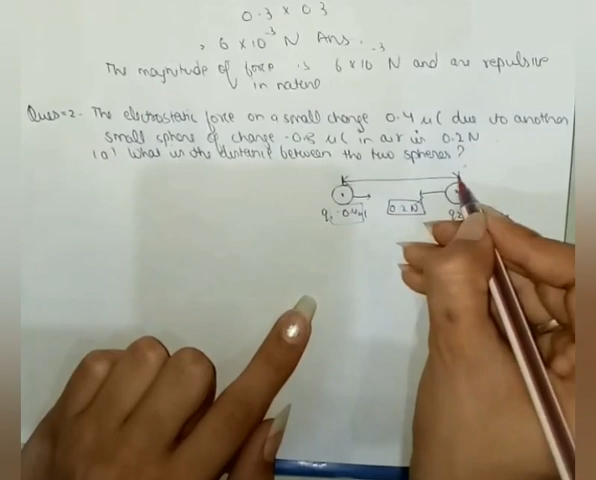 0.3 x 0.3
, 6 x 10⁻³ N Ans.
The magnitude of force is 6 x 10⁻³ N and are repulsive
in nature
Ques=2. The electrostatic force on a small charge 0.4 μC due to another
small sphere of charge -0.8 μC in air is 0.2N
(a) What is the distance between the two spheres?
0.2 N
q₁ 0.4μC q2